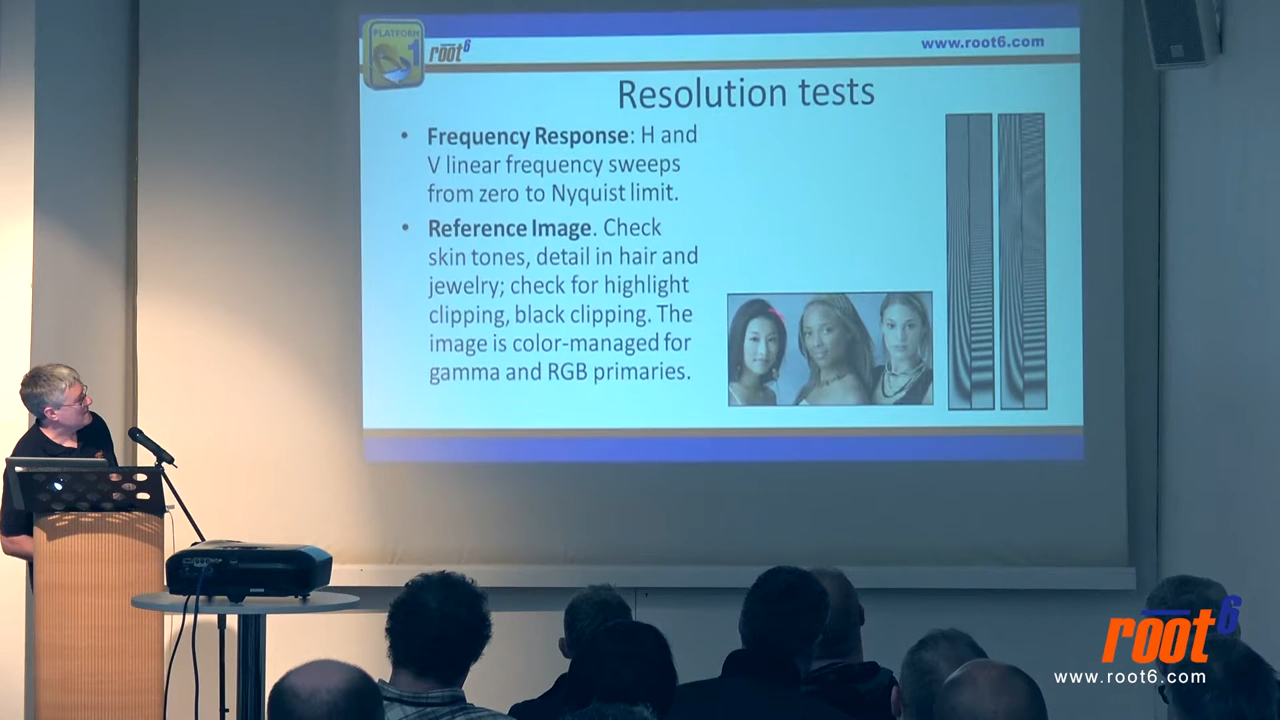 PLATFORM
1
root6
www.root6.com
Resolution tests
• Frequency Response: H and
V linear frequency sweeps
from zero to Nyquist limit.
• Reference Image. Check
skin tones, detail in hair and
jewelry; check for highlight
clipping, black clipping. The
image is color-managed for
gamma and RGB primaries.
root6
www.root6.com